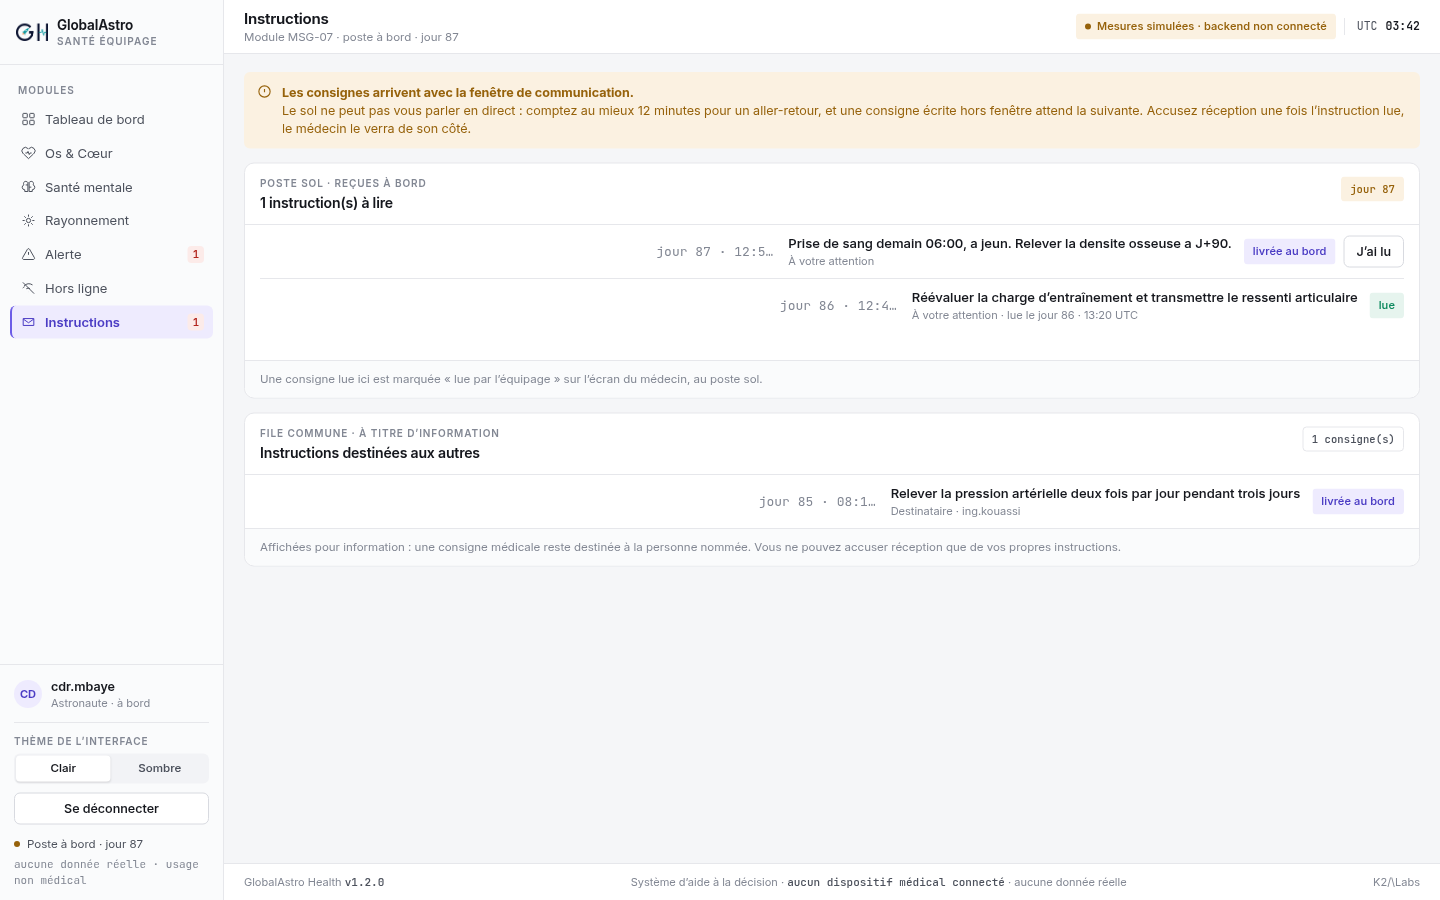 GH
GlobalAstro
SANTÉ ÉQUIPAGE
MODULES
Tableau de bord
Os & Cœur
Santé mentale
Rayonnement
Alerte 1
Hors ligne
Instructions 1
cdr.mbaye
CD
Astronaute · à bord
THÈME DE L’INTERFACE
Clair Sombre
Se déconnecter
Poste à bord · jour 87
aucune donnée réelle · usage
non médical
Instructions
Module MSG-07 · poste à bord · jour 87
Mesures simulées · backend non connecté
UTC 03:42
Les consignes arrivent avec la fenêtre de communication.
Le sol ne peut pas vous parler en direct : comptez au mieux 12 minutes pour un aller-retour, et une consigne écrite hors fenêtre attend la suivante. Accusez réception une fois l’instruction lue,
le médecin le verra de son côté.
POSTE SOL · REÇUES À BORD
1 instruction(s) à lire
jour 87
jour 87 · 12:5…
Prise de sang demain 06:00, a jeun. Relever la densite osseuse a J+90.
À votre attention
livrée au bord
J’ai lu
jour 86 · 12:4…
Réévaluer la charge d’entraînement et transmettre le ressenti articulaire
À votre attention · lue le jour 86 · 13:20 UTC
lue
Une consigne lue ici est marquée « lue par l’équipage » sur l’écran du médecin, au poste sol.
FILE COMMUNE · À TITRE D’INFORMATION
Instructions destinées aux autres
1 consigne(s)
jour 85 · 08:1…
Relever la pression artérielle deux fois par jour pendant trois jours
Destinataire · ing.kouassi
livrée au bord
Affichées pour information : une consigne médicale reste destinée à la personne nommée. Vous ne pouvez accuser réception que de vos propres instructions.
GlobalAstro Health v1.2.0
Système d’aide à la décision · aucun dispositif médical connecté · aucune donnée réelle
K2/\Labs